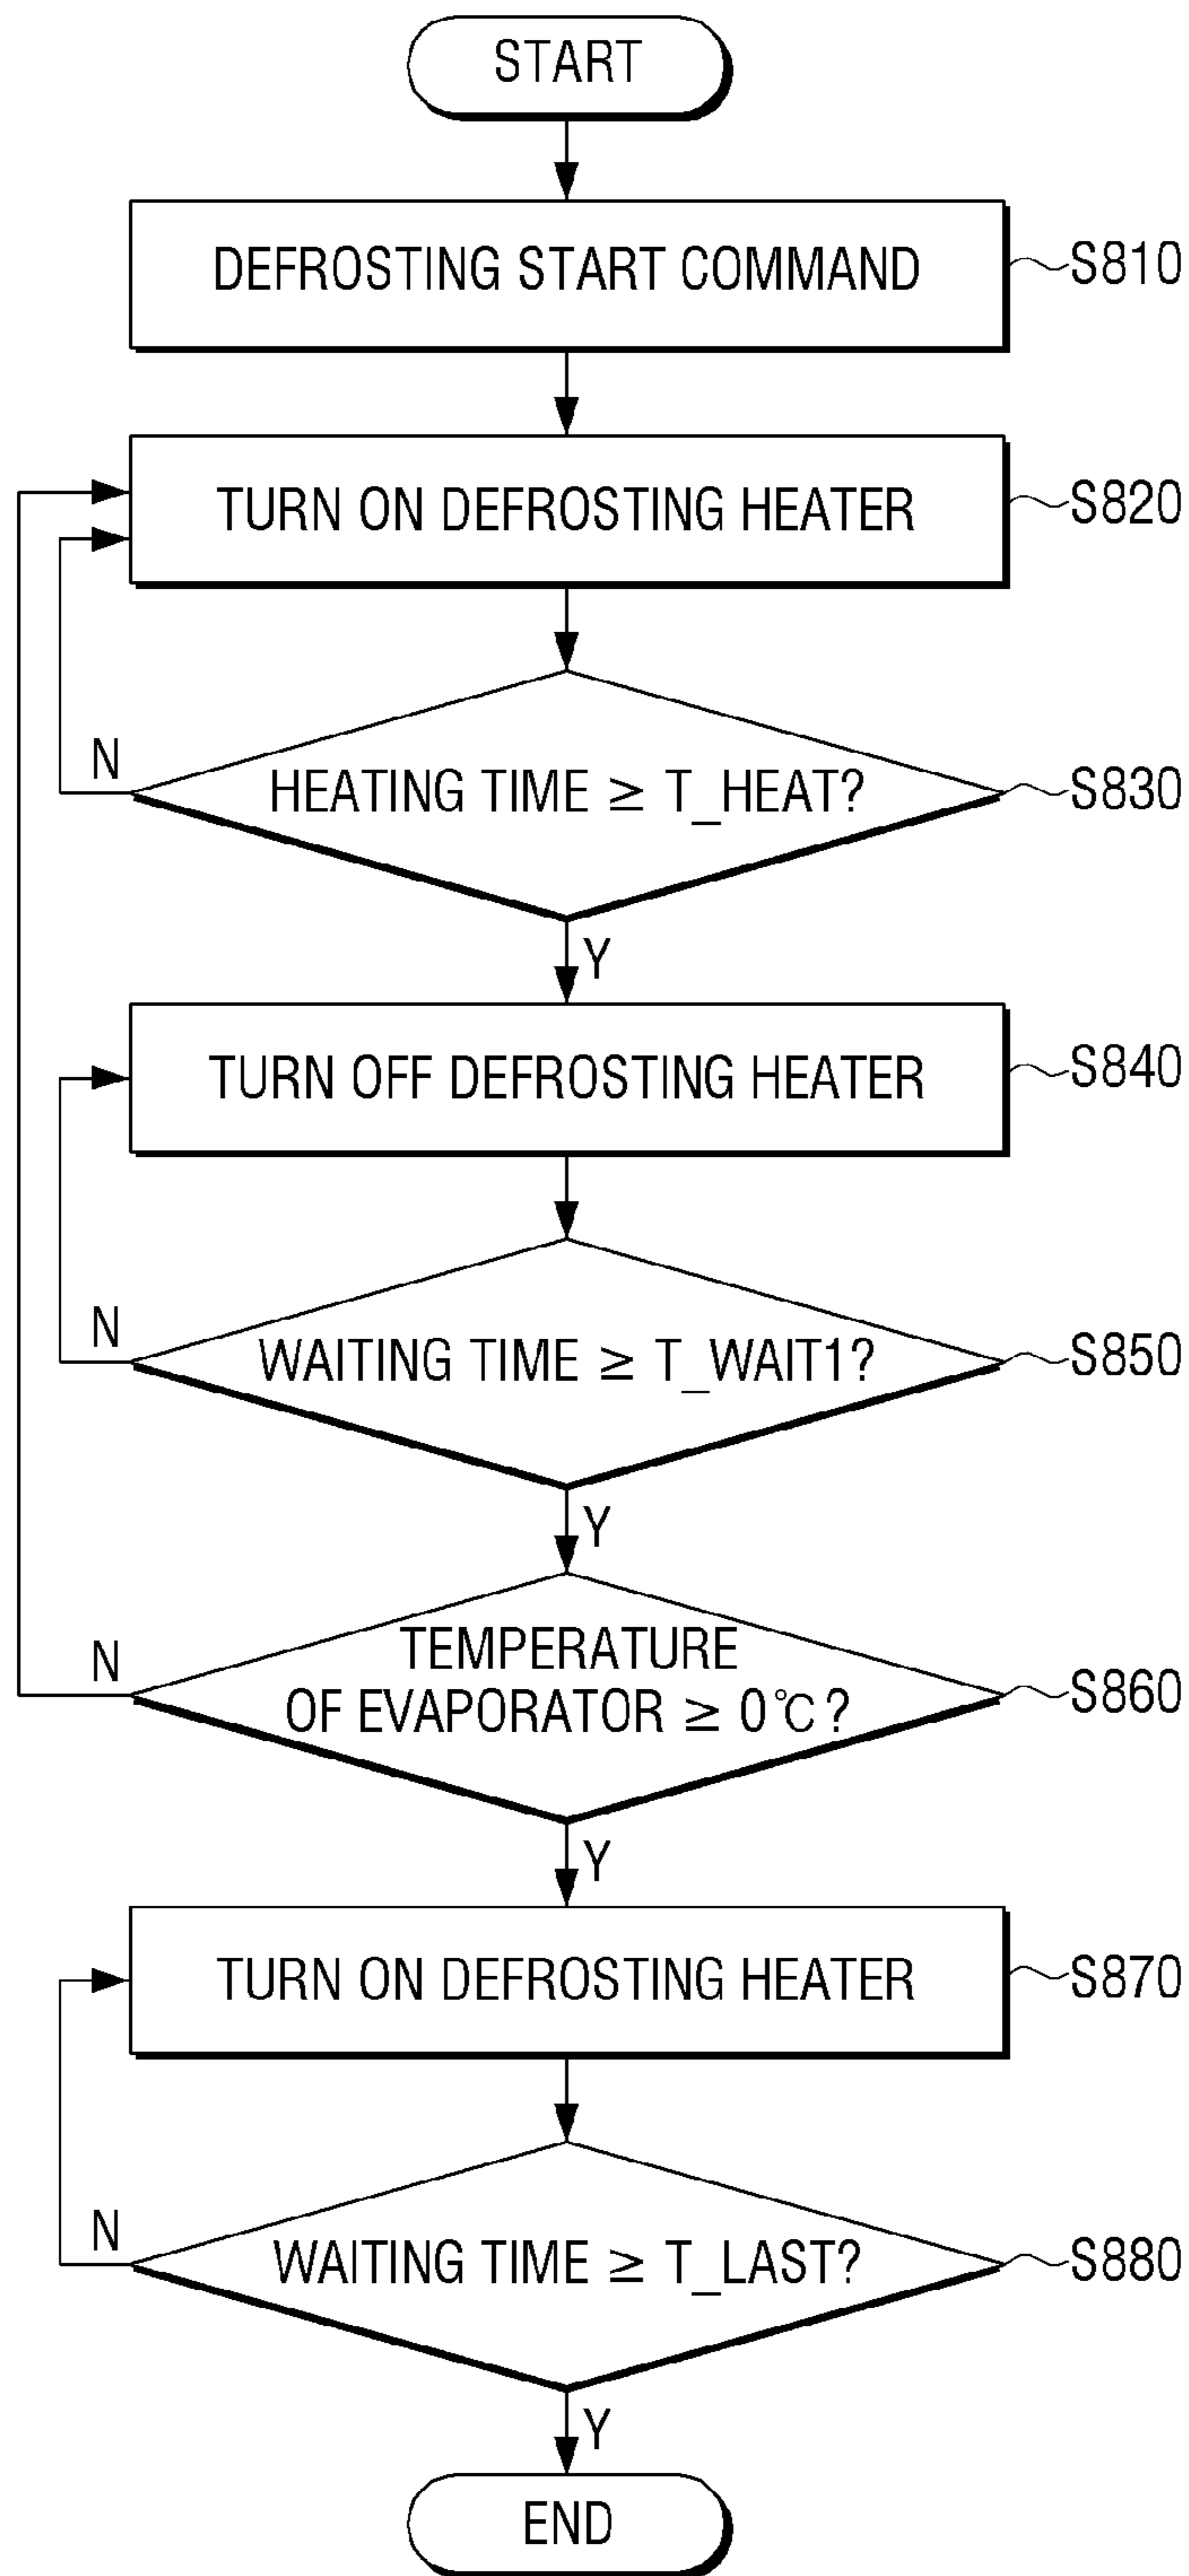 START
DEFROSTING START COMMAND
S810
TURN ON DEFROSTING HEATER
S820
HEATING TIME ≥ T_HEAT?
S830
N
Y
TURN OFF DEFROSTING HEATER
S840
WAITING TIME ≥ T_WAIT1?
S850
N
Y
TEMPERATURE
OF EVAPORATOR ≥ 0℃?
S860
N
Y
TURN ON DEFROSTING HEATER
S870
WAITING TIME ≥ T_LAST?
S880
N
Y
END